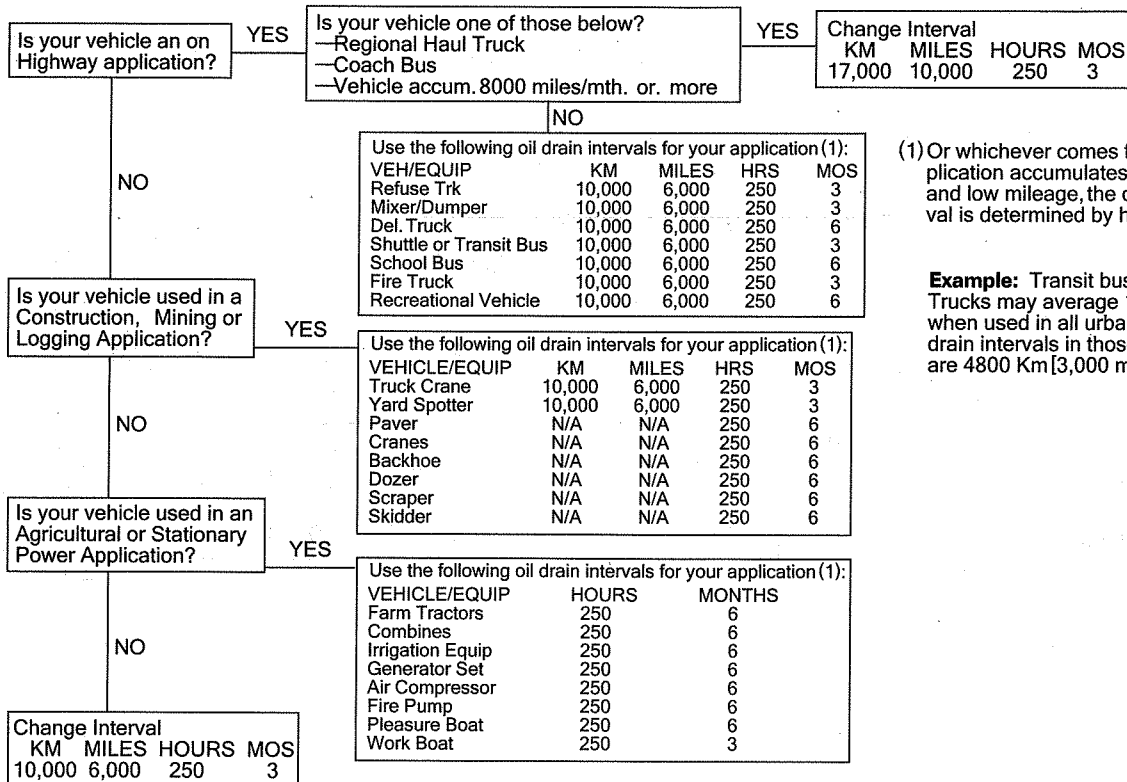 Is your vehicle an on
Highway application?
YES
Is your vehicle one of those below?
—Regional Haul Truck
—Coach Bus
—Vehicle accum. 8000 miles/mth. or. more
YES
Change Interval
KM MILES HOURS MOS
17,000 10,000 250 3
NO
NO
Use the following oil drain intervals for your application (1):
VEH/EQUIP KM MILES HRS MOS
Refuse Trk 10,000 6,000 250 3
Mixer/Dumper 10,000 6,000 250 3
Del. Truck 10,000 6,000 250 6
Shuttle or Transit Bus 10,000 6,000 250 3
School Bus 10,000 6,000 250 6
Fire Truck 10,000 6,000 250 3
Recreational Vehicle 10,000 6,000 250 6
(1) Or whichever comes
plication accumulates
and low mileage, the
val is determined by
Example: Transit bus
Trucks may average
when used in all urba
drain intervals in thos
are 4800 Km [3,000 m
Is your vehicle used in a
Construction, Mining or
Logging Application?
YES
Use the following oil drain intervals for your application (1):
VEHICLE/EQUIP KM MILES HRS MOS
Truck Crane 10,000 6,000 250 3
Yard Spotter 10,000 6,000 250 3
Paver N/A N/A 250 6
Cranes N/A N/A 250 6
Backhoe N/A N/A 250 6
Dozer N/A N/A 250 6
Scraper N/A N/A 250 6
Skidder N/A N/A 250 6
NO
Is your vehicle used in an
Agricultural or Stationary
Power Application?
YES
Use the following oil drain intervals for your application (1):
VEHICLE/EQUIP HOURS MONTHS
Farm Tractors 250 6
Combines 250 6
Irrigation Equip 250 6
Generator Set 250 6
Air Compressor 250 6
Fire Pump 250 6
Pleasure Boat 250 6
Work Boat 250 3
NO
Change Interval
KM MILES HOURS MOS
10,000 6,000 250 3